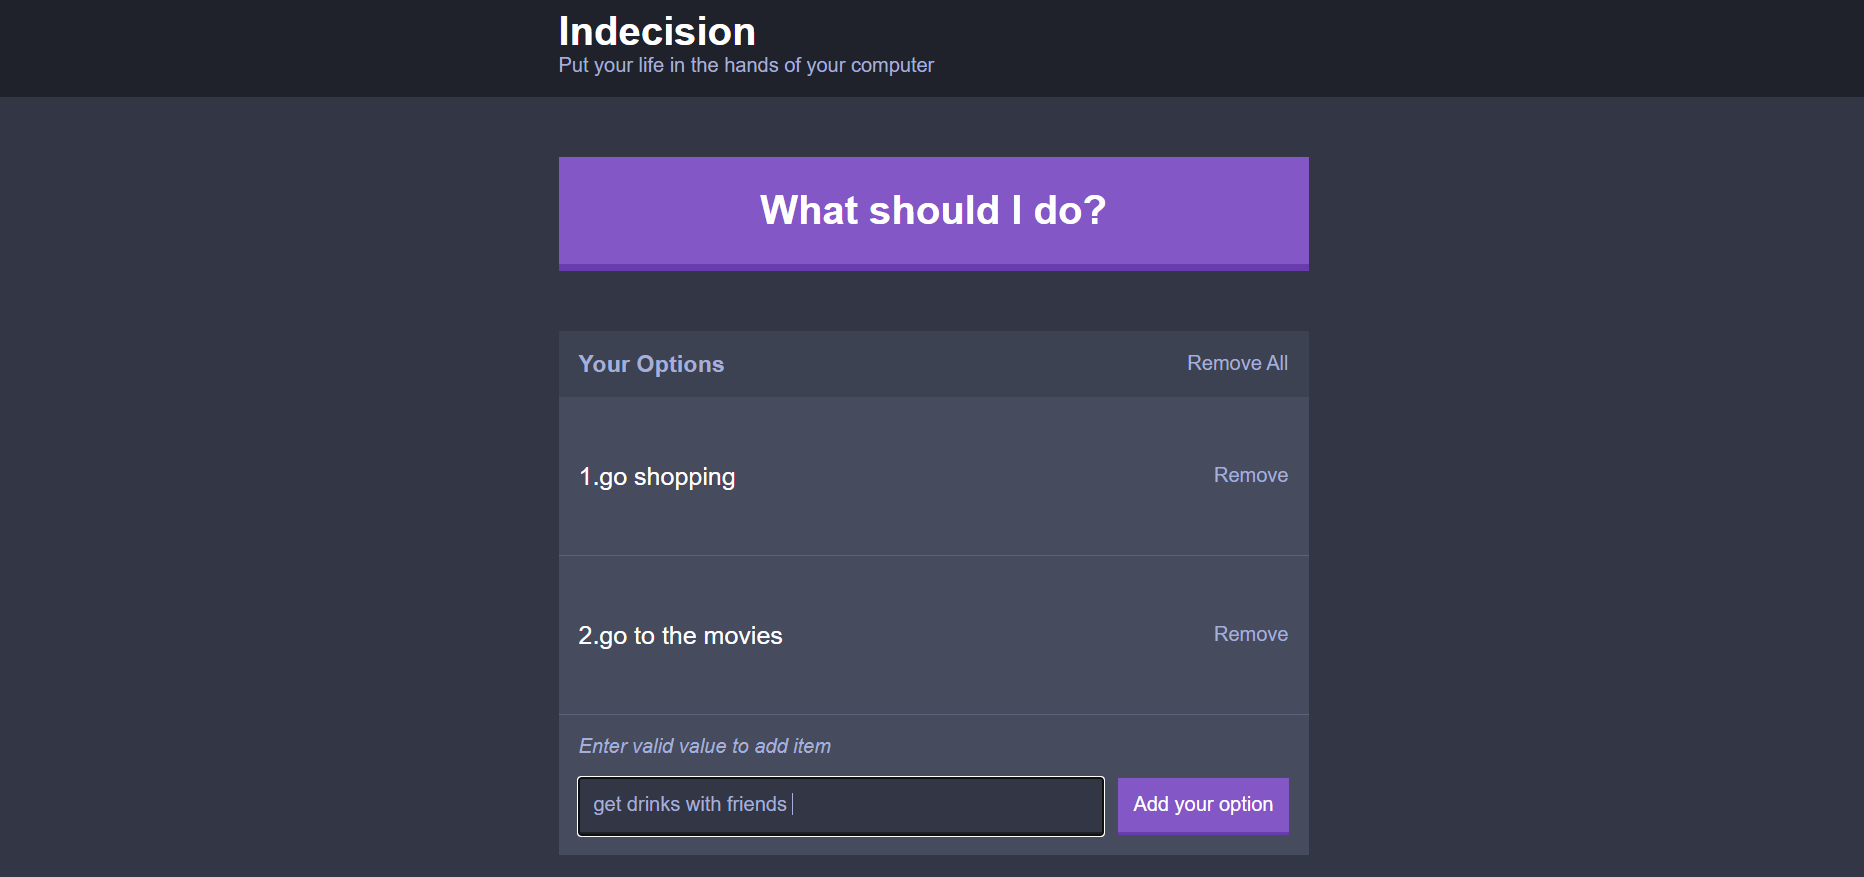 Indecision
Put your life in the hands of your computer
What should I do?
Your Options
Remove All
1.go shopping
Remove
2.go to the movies
Remove
Enter valid value to add item
get drinks with friends
Add your option